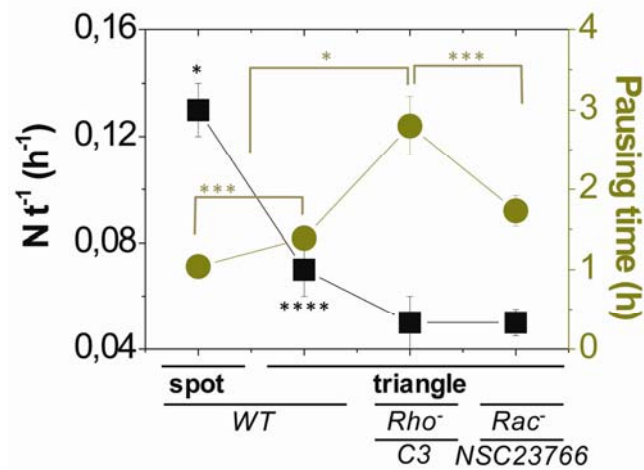 0,16
0,12
0,08
0,04
N t⁻¹ (h⁻¹)
4
3
2
1
0
Pausing time (h)
*
*
***
***
****
spot triangle
WT Rho⁻ Rac⁻
C3 NSC23766